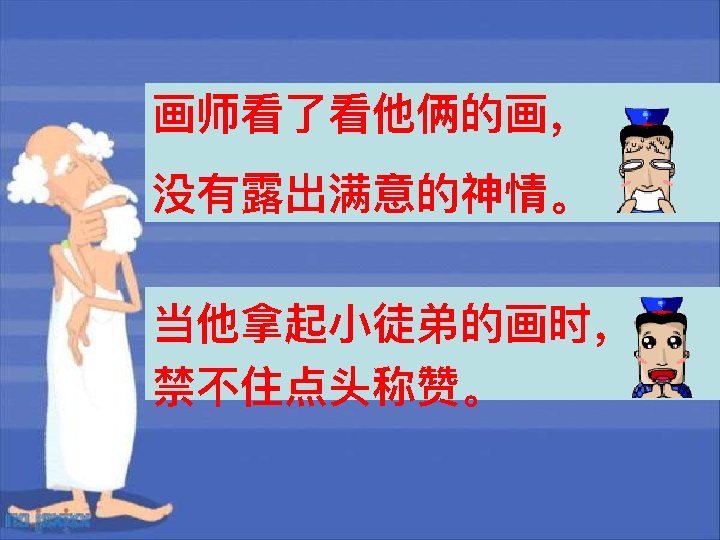 画师看了看他俩的画，
没有露出满意的神情。
当他拿起小徒弟的画时，
禁不住点头称赞。